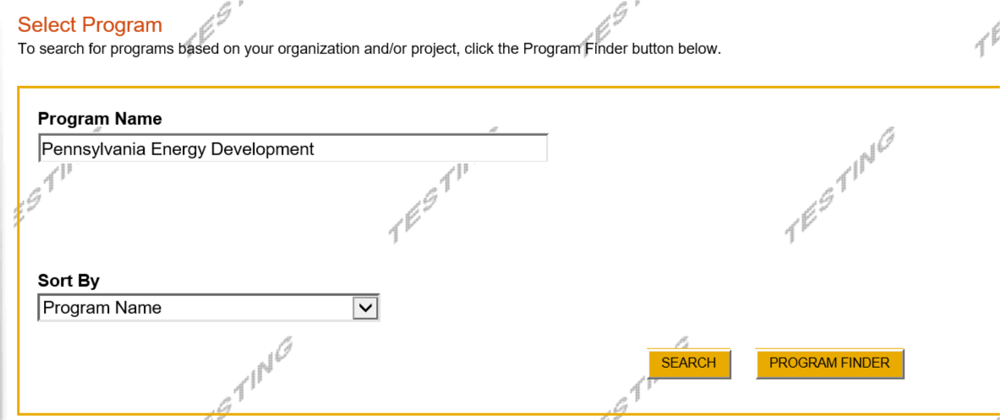 Select Program
To search for programs based on your organization and/or project, click the Program Finder button below.
Program Name
Pennsylvania Energy Development
TESTING
Sort By
Program Name
SEARCH
PROGRAM FINDER
TESTING